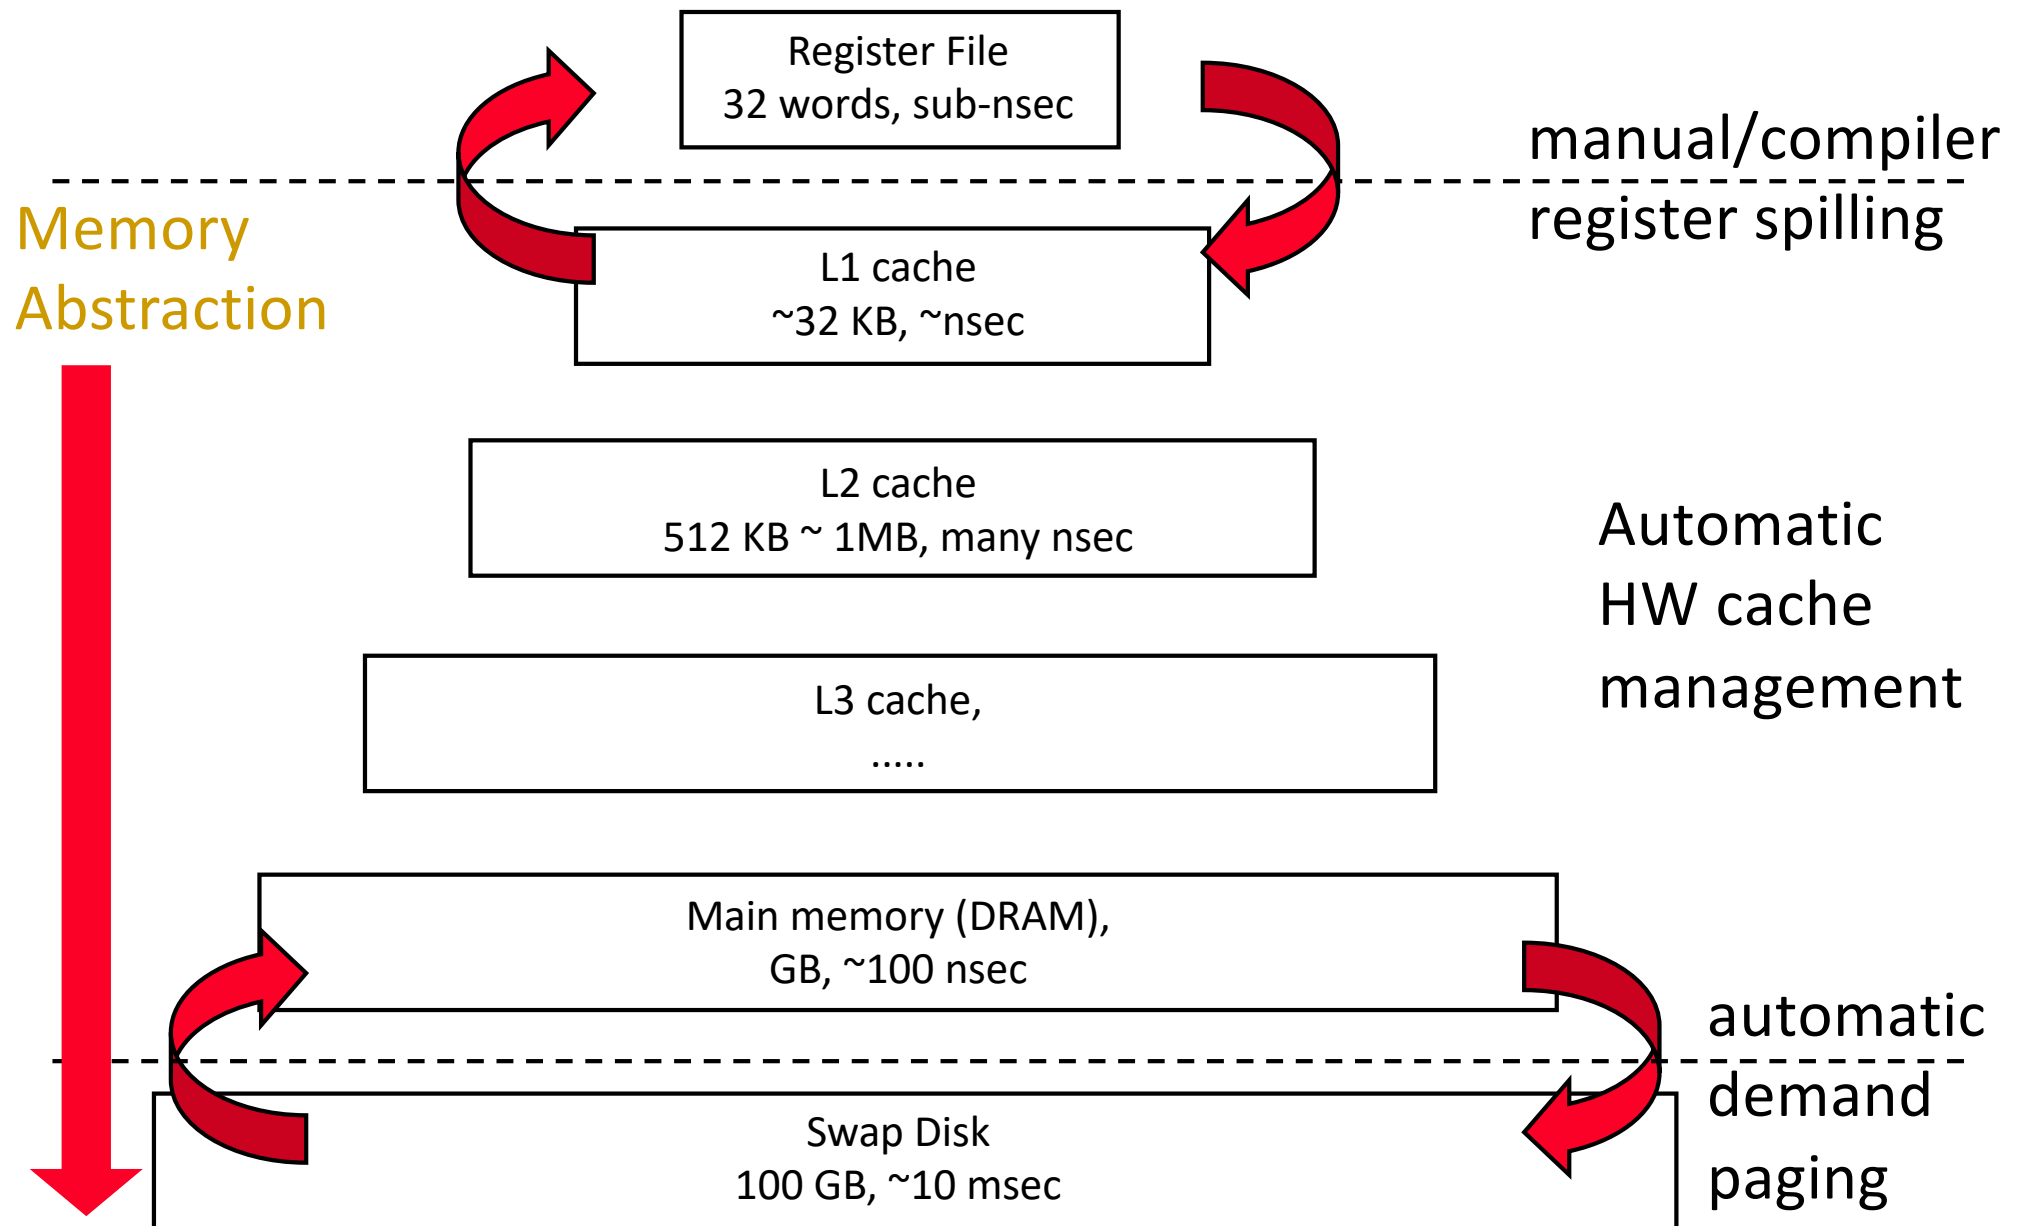 Register File
32 words, sub-nsec
manual/compiler
register spilling
Memory
Abstraction
L1 cache
~32 KB, ~nsec
L2 cache
512 KB ~ 1MB, many nsec
Automatic
HW cache
management
L3 cache,
.....
Main memory (DRAM),
GB, ~100 nsec
automatic
demand
paging
Swap Disk
100 GB, ~10 msec